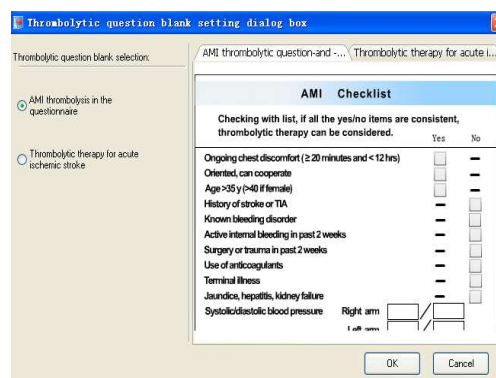 Thrombolytic question blank setting dialog box
Thrombolytic question blank selection:
AMI thrombolysis in the
questionnaire
Thrombolytic therapy for acute
ischemic stroke
AMI thrombolytic question-and -... Thrombolytic therapy for acute i...
AMI Checklist
Checking with list, if all the yes/no items are consistent,
thrombolytic therapy can be considered.
Yes No
Ongoing chest discomfort (≥ 20 minutes and < 12 hrs)
Oriented, can cooperate
Age >35 y (>40 if female)
History of stroke or TIA
Known bleeding disorder
Active internal bleeding in past 2 weeks
Surgery or trauma in past 2 weeks
Use of anticoagulants
Terminal illness
Jaundice, hepatitis, kidney failure
Systolic/diastolic blood pressure Right arm /
Left arm /
OK Cancel